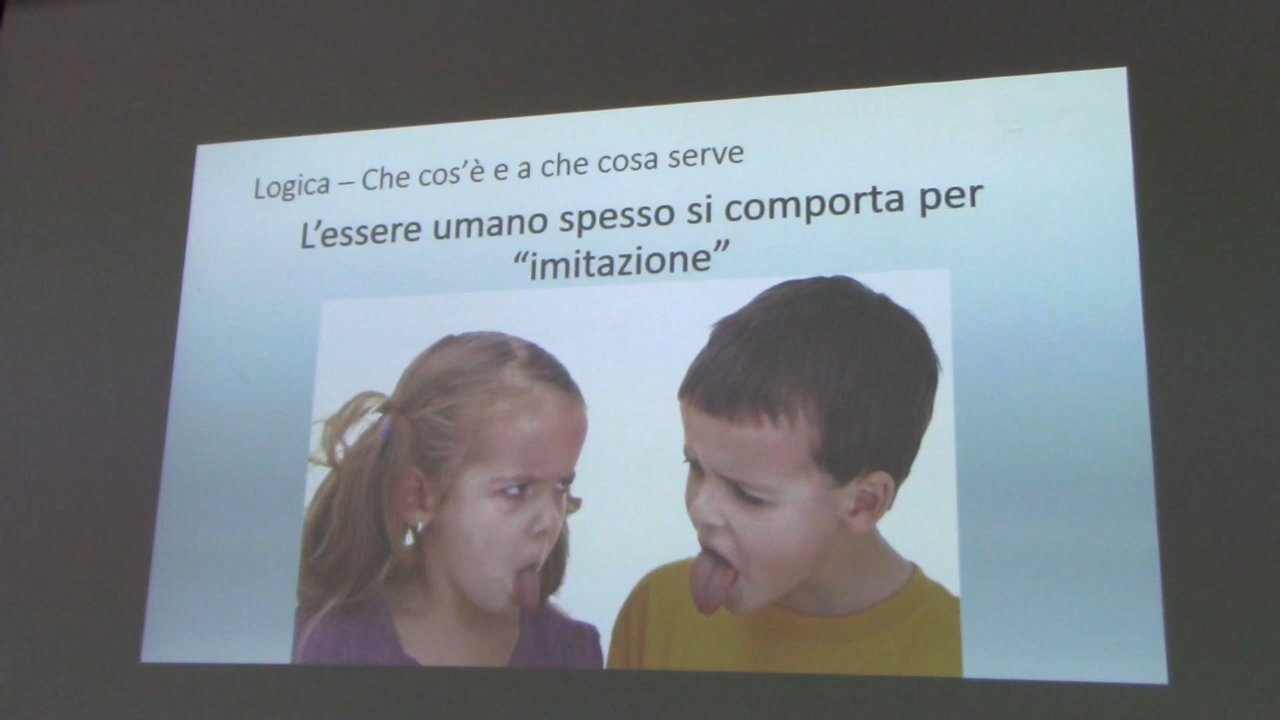 Logica – Che cos'è e a che cosa serve
L'essere umano spesso si comporta per
“imitazione”